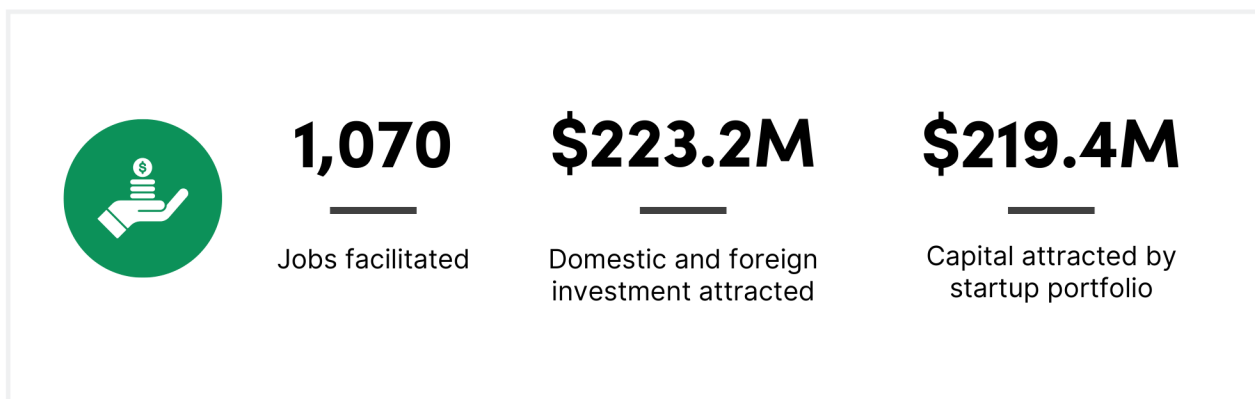 $
1,070
Jobs facilitated
$223.2M
Domestic and foreign
investment attracted
$219.4M
Capital attracted by
startup portfolio